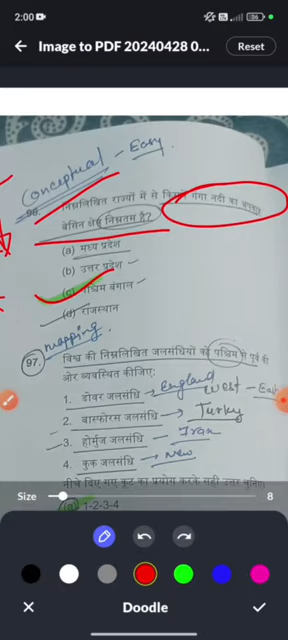 2:00
Image to PDF 20240428 0...
Reset
Conceptual - Easy
96. निम्नलिखित राज्यों में से किसमें गंगा नदी का
बेसिन क्षेत्र निम्नतम है?
(a) मध्य प्रदेश
(b) उत्तर प्रदेश
(c) पश्चिम बंगाल
(d) राजस्थान
mapping
97. विश्व की निम्नलिखित जलसंधियों को पश्चिम से पूर्व की
ओर व्यवस्थित कीजिए:
1. डोवर जलसंधि England West - East
2. बास्फोरस जलसंधि Turky
3. होर्मुज जलसंधि Iran
4. कुक जलसंधि New
नीचे दिए गए कूट का प्रयोग करके सही उत्तर चुनिए
Size 8
(a) 1-2-3-4
Doodle